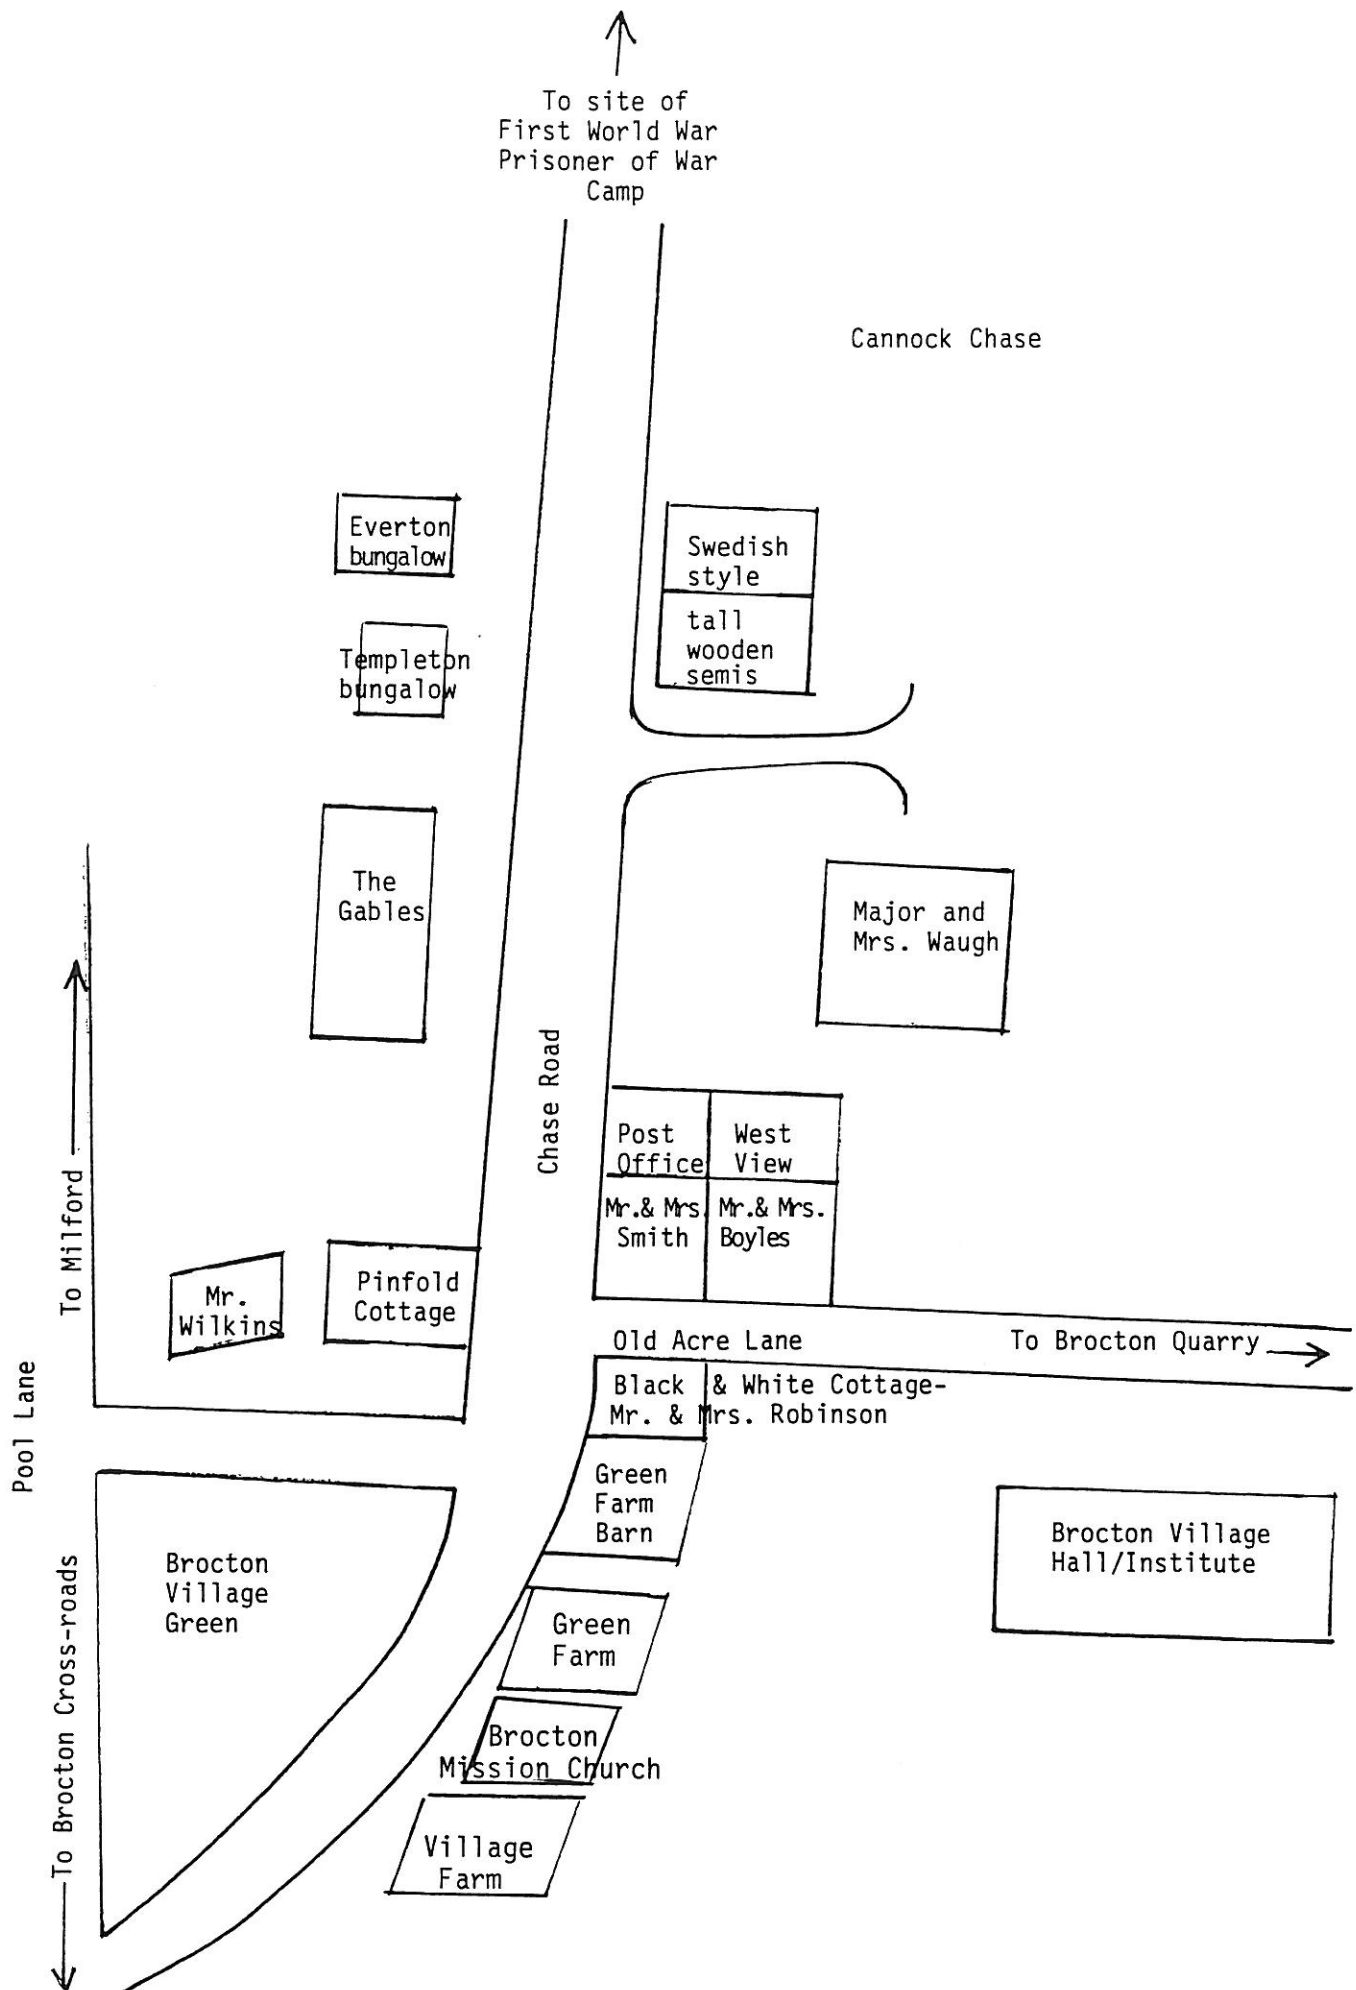 To site of
First World War
Prisoner of War
Camp
Cannock Chase
Everton
bungalow
Swedish
style
tall
wooden
semis
Templeton
bungalow
The
Gables
Major and
Mrs. Waugh
Chase Road
Post
Office
West
View
Mr.& Mrs.
Smith
Mr.& Mrs.
Boyles
To Milford
Mr.
Wilkins
Pinfold
Cottage
Old Acre Lane
To Brocton Quarry
Black & White Cottage-
Mr. & Mrs. Robinson
Pool Lane
Green
Farm
Barn
Brocton Village
Hall/Institute
Brocton
Village
Green
Green
Farm
To Brocton Cross-roads
Brocton
Mission Church
Village
Farm